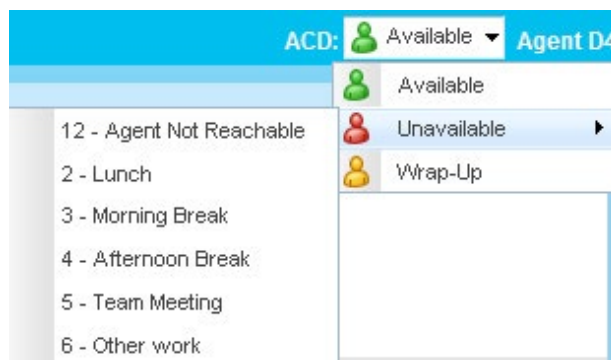 ACD: Available Agent D4
Available
Unavailable
Wrap-Up
12 - Agent Not Reachable
2 - Lunch
3 - Morning Break
4 - Afternoon Break
5 - Team Meeting
6 - Other work